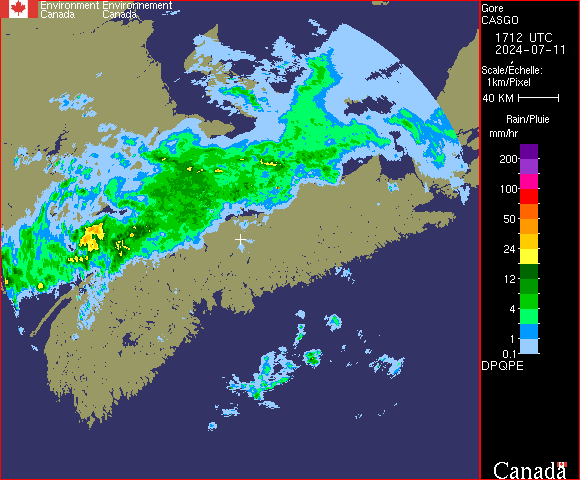 Environment Environnement
Canada Canada
Gore
CASGO
1712 UTC
2024-07-11
Scale/Échelle:
1km/Pixel
40 KM
Rain/Pluie
mm/hr
200
100
50
24
12
4
1
0.1
DPQPE
Canada